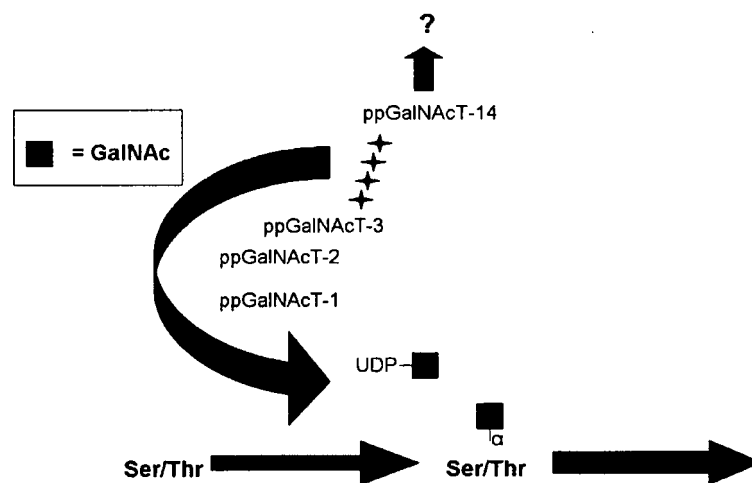 ?
ppGalNAcT-14
= GalNAc
ppGalNAcT-3
ppGalNAcT-2
ppGalNAcT-1
UDP
α
Ser/Thr
Ser/Thr